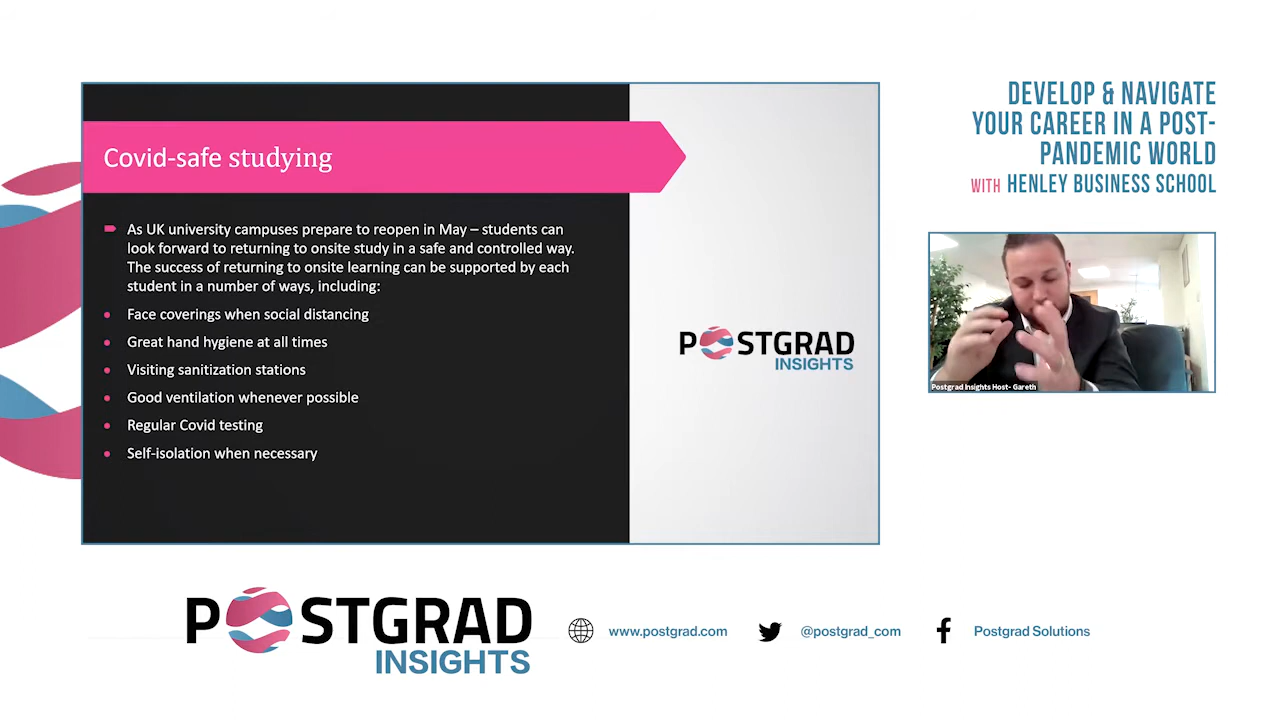 Covid-safe studying
As UK university campuses prepare to reopen in May – students can
look forward to returning to onsite study in a safe and controlled way.
The success of returning to onsite learning can be supported by each
student in a number of ways, including:
Face coverings when social distancing
Great hand hygiene at all times
Visiting sanitization stations
Good ventilation whenever possible
Regular Covid testing
Self-isolation when necessary
POSTGRAD
INSIGHTS
DEVELOP & NAVIGATE
YOUR CAREER IN A POST-
PANDEMIC WORLD
WITH HENLEY BUSINESS SCHOOL
Postgrad Insights Host- Gareth
POSTGRAD
INSIGHTS
www.postgrad.com
@postgrad_com
Postgrad Solutions